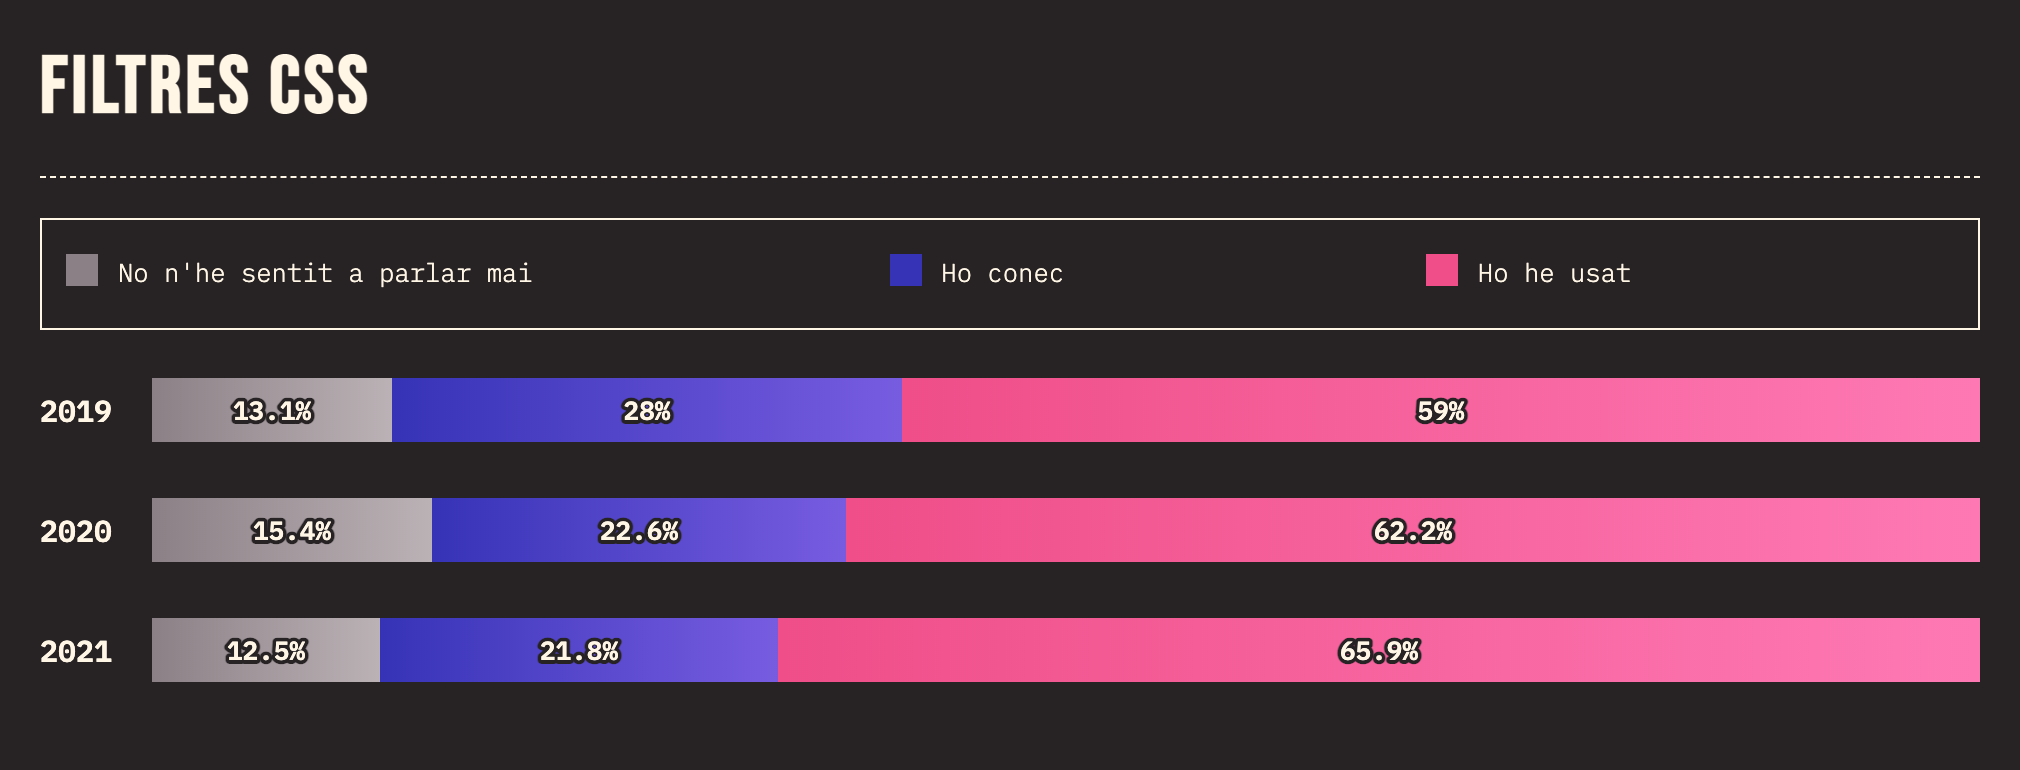 FILTRES CSS
No n'he sentit a parlar mai Ho conec Ho he usat
2019 13.1% 28% 59%
2020 15.4% 22.6% 62.2%
2021 12.5% 21.8% 65.9%